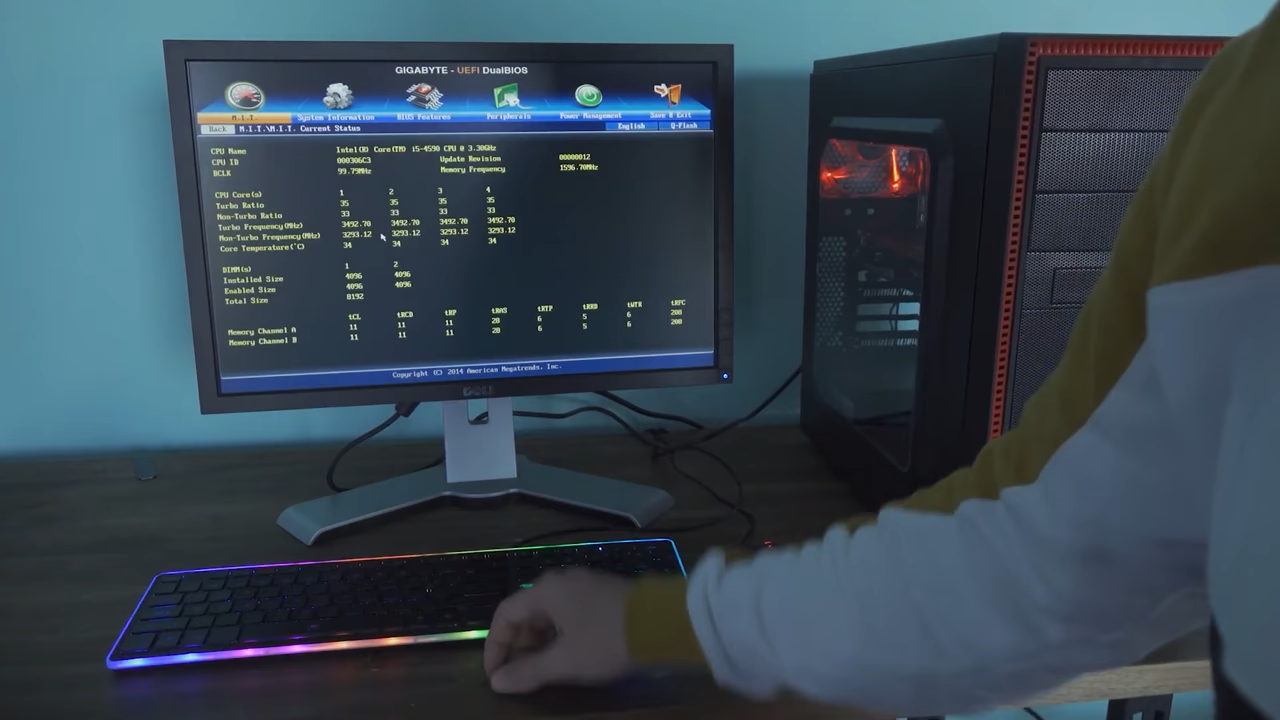 GIGABYTE - UEFI DualBIOS
M.I.T. System Information BIOS Features Peripherals Power Management Save & Exit
Back M.I.T.\M.I.T. Current Status English Q-Flash
CPU Name Intel(R) Core(TM) i5-4590 CPU @ 3.30GHz
CPU ID 000306C3 Update Revision 00000012
BCLK 99.79MHz Memory Frequency 1596.70MHz
CPU Core(s) 1 2 3 4
Turbo Ratio 35 35 35 35
Non-Turbo Ratio 33 33 33 33
Turbo Frequency(MHz) 3492.70 3492.70 3492.70 3492.70
Non-Turbo Frequency(MHz) 3293.12 3293.12 3293.12 3293.12
Core Temperature(°C) 34 34 34 34
DIMM(s) 1 2
Installed Size 4096 4096
Enabled Size 4096 4096
Total Size 8192
tCL tRCD tRP tRAS tRTP tRRD tWTR tRFC
Memory Channel A 11 11 11 28 6 5 6 208
Memory Channel B 11 11 11 28 6 5 6 208
Copyright (C) 2014 American Megatrends, Inc.
DELL